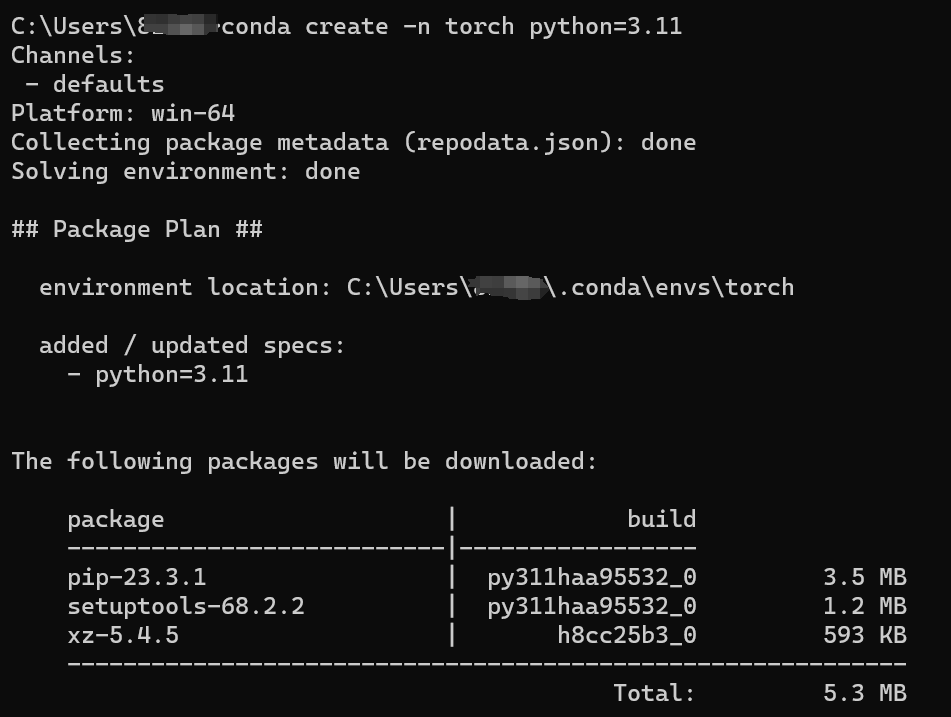 C:\Users\ conda create -n torch python=3.11
Channels:
 - defaults
Platform: win-64
Collecting package metadata (repodata.json): done
Solving environment: done
## Package Plan ##
  environment location: C:\Users\ \.conda\envs\torch
  added / updated specs:
    - python=3.11
The following packages will be downloaded:
    package                    |            build
    ---------------------------|-----------------
    pip-23.3.1                 |  py311haa95532_0         3.5 MB
    setuptools-68.2.2          |  py311haa95532_0         1.2 MB
    xz-5.4.5                   |       h8cc25b3_0         593 KB
    ------------------------------------------------------------
                                           Total:         5.3 MB